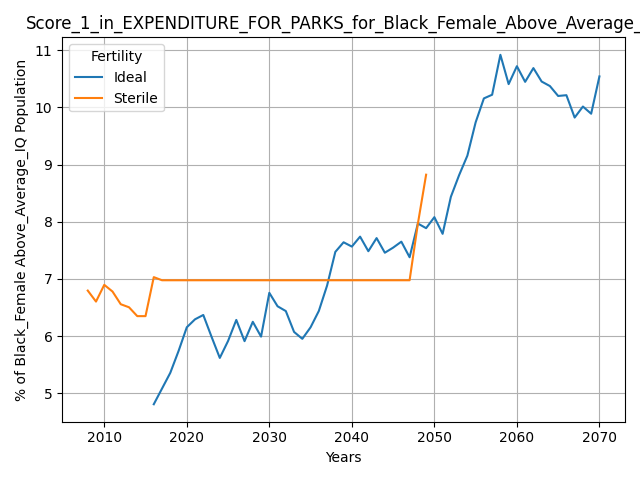 Score_1_in_EXPENDITURE_FOR_PARKS_for_Black_Female_Above_Average_
Fertility
Ideal
Sterile
% of Black_Female Above_Average_IQ Population
11
10
9
8
7
6
5
2010 2020 2030 2040 2050 2060 2070
Years